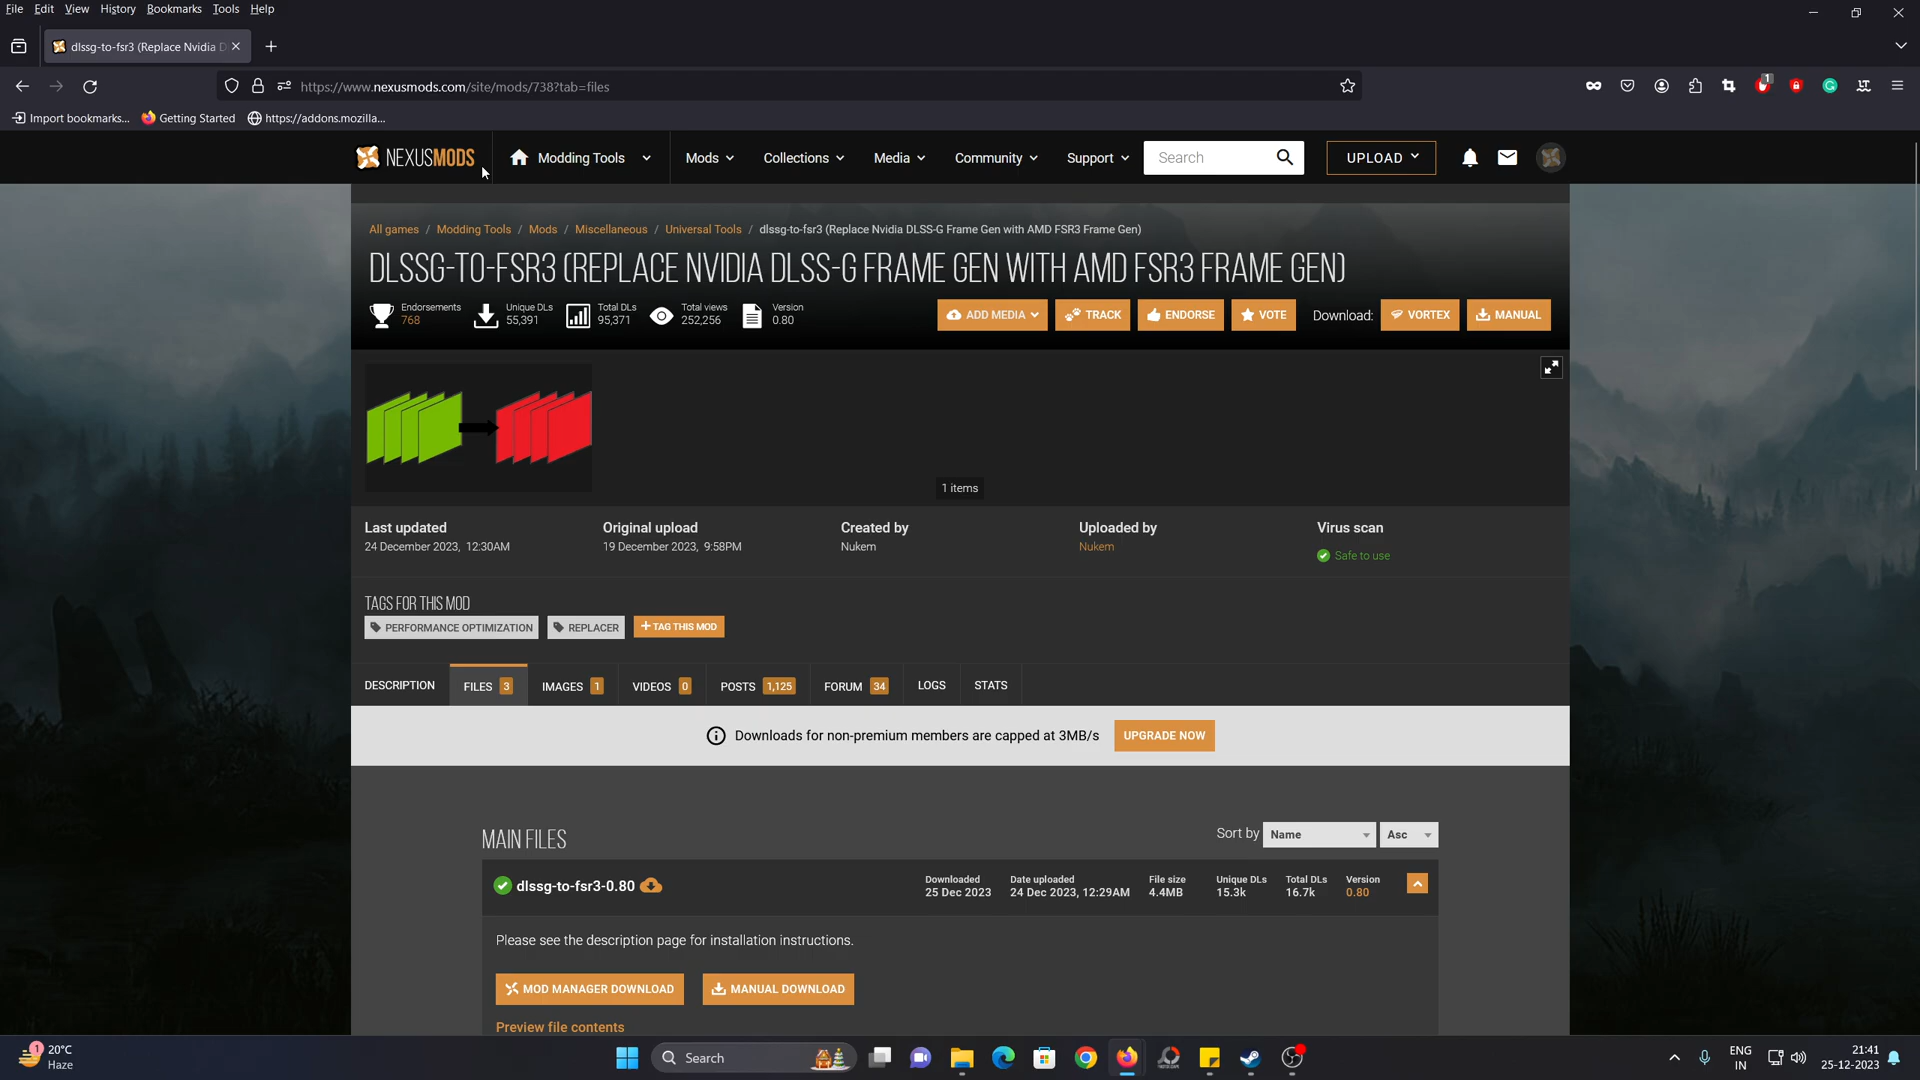 File Edit View History Bookmarks Tools Help
dlssg-to-fsr3 (Replace Nvidia D
https://www.nexusmods.com/site/mods/738?tab=files
1
Import bookmarks... Getting Started https://addons.mozilla...
NEXUSMODS Modding Tools Mods Collections Media Community Support Search UPLOAD
All games / Modding Tools / Mods / Miscellaneous / Universal Tools / dlssg-to-fsr3 (Replace Nvidia DLSS-G Frame Gen with AMD FSR3 Frame Gen)
DLSSG-TO-FSR3 (REPLACE NVIDIA DLSS-G FRAME GEN WITH AMD FSR3 FRAME GEN)
Endorsements Unique DLs Total DLs Total views Version
768 55,391 95,371 252,256 0.80
ADD MEDIA TRACK ENDORSE VOTE Download: VORTEX MANUAL
1 items
Last updated Original upload Created by Uploaded by Virus scan
24 December 2023, 12:30AM 19 December 2023, 9:58PM Nukem Nukem Safe to use
TAGS FOR THIS MOD
PERFORMANCE OPTIMIZATION REPLACER TAG THIS MOD
DESCRIPTION FILES 3 IMAGES 1 VIDEOS 0 POSTS 1,125 FORUM 34 LOGS STATS
Downloads for non-premium members are capped at 3MB/s UPGRADE NOW
MAIN FILES Sort by Name Asc
dlssg-to-fsr3-0.80
Downloaded Date uploaded File size Unique DLs Total DLs Version
25 Dec 2023 24 Dec 2023, 12:29AM 4.4MB 15.3k 16.7k 0.80
Please see the description page for installation instructions.
MOD MANAGER DOWNLOAD MANUAL DOWNLOAD
Preview file contents
1 20°C
Haze
Search
ENG
IN
21:41
25-12-2023